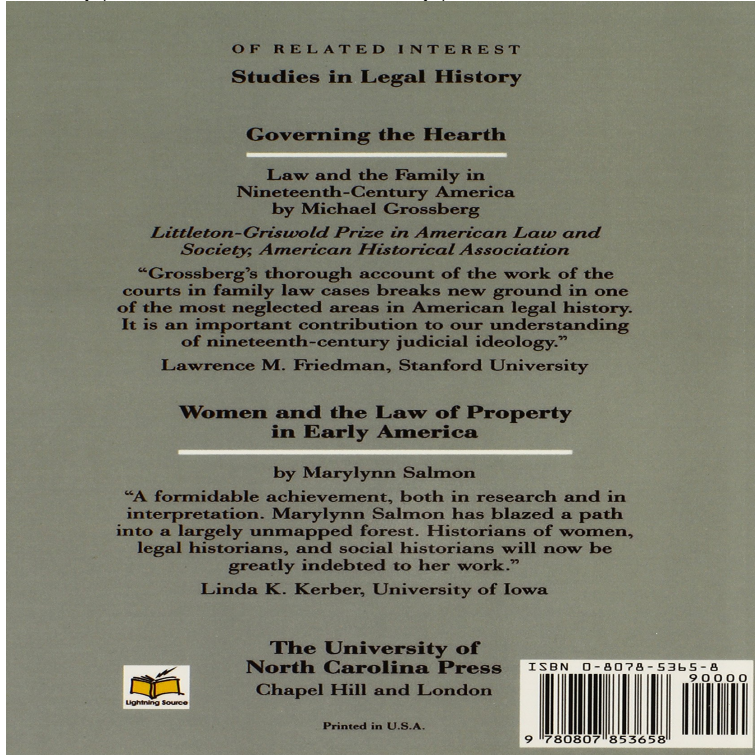 OF RELATED INTEREST
Studies in Legal History
Governing the Hearth
Law and the Family in
Nineteenth-Century America
by Michael Grossberg
Littleton-Griswold Prize in American Law and
Society, American Historical Association
“Grossberg’s thorough account of the work of the
courts in family law cases breaks new ground in one
of the most neglected areas in American legal history.
It is an important contribution to our understanding
of nineteenth-century judicial ideology.”
Lawrence M. Friedman, Stanford University
Women and the Law of Property
in Early America
by Marylynn Salmon
“A formidable achievement, both in research and in
interpretation. Marylynn Salmon has blazed a path
into a largely unmapped forest. Historians of women,
legal historians, and social historians will now be
greatly indebted to her work.”
Linda K. Kerber, University of Iowa
The University of
North Carolina Press
Chapel Hill and London
Printed in U.S.A.
Lightning Source
ISBN 0-8078-5365-8
90000
9 780807 853658